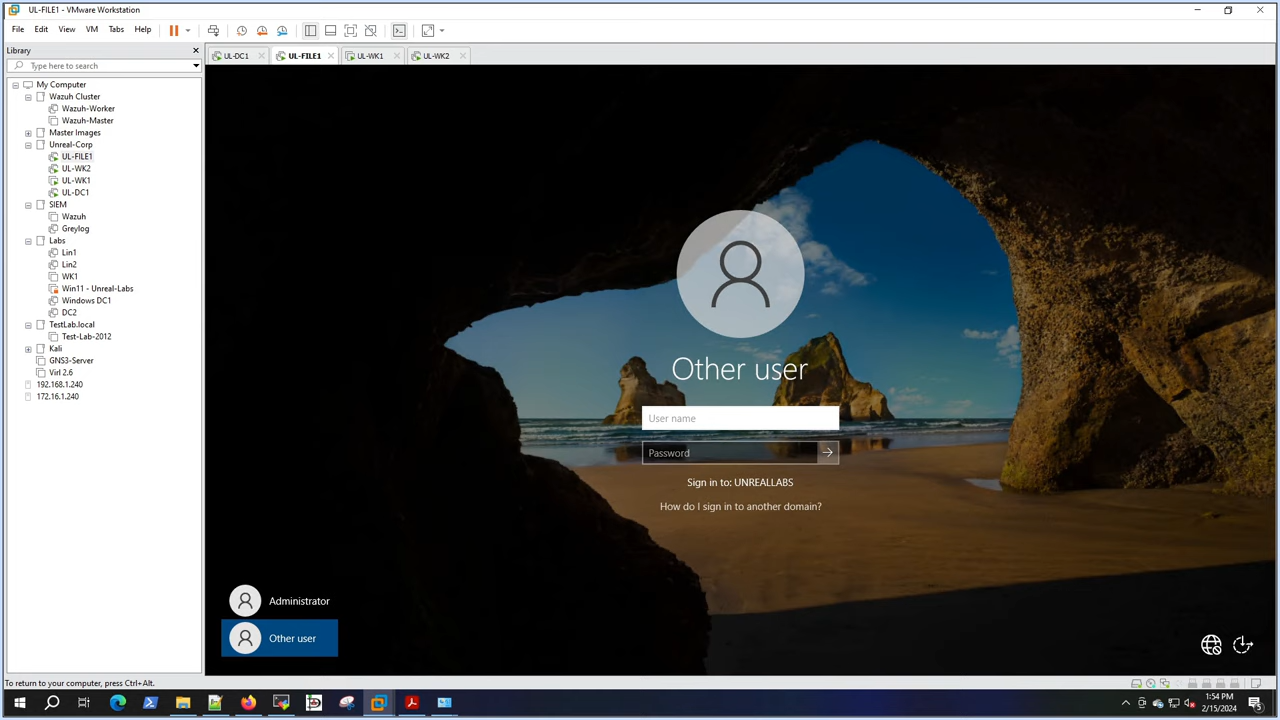 UL-FILE1 - VMware Workstation
File Edit View VM Tabs Help
Library
Type here to search
UL-DC1 UL-FILE1 UL-WK1 UL-WK2
My Computer
Wazuh Cluster
Wazuh-Worker
Wazuh-Master
Master Images
Unreal-Corp
UL-FILE1
UL-WK2
UL-WK1
UL-DC1
SIEM
Wazuh
Greylog
Labs
Lin1
Lin2
WK1
Win11 - Unreal-Labs
Windows DC1
DC2
TestLab.local
Test-Lab-2012
Kali
GNS3-Server
Virl 2.6
192.168.1.240
172.16.1.240
Other user
User name
Password
Sign in to: UNREALLABS
How do I sign in to another domain?
Administrator
Other user
To return to your computer, press Ctrl+Alt.
1:54 PM
2/15/2024